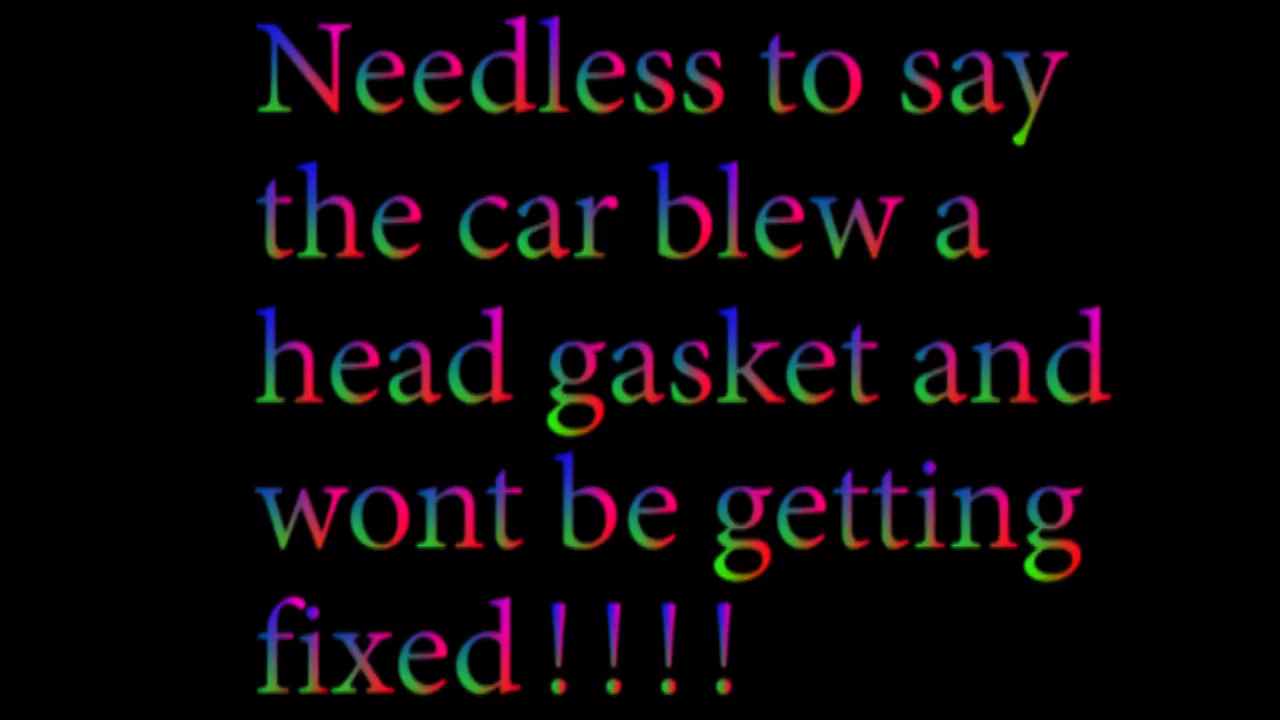 Needless to say
the car blew a
head gasket and
wont be getting
fixed!!!!